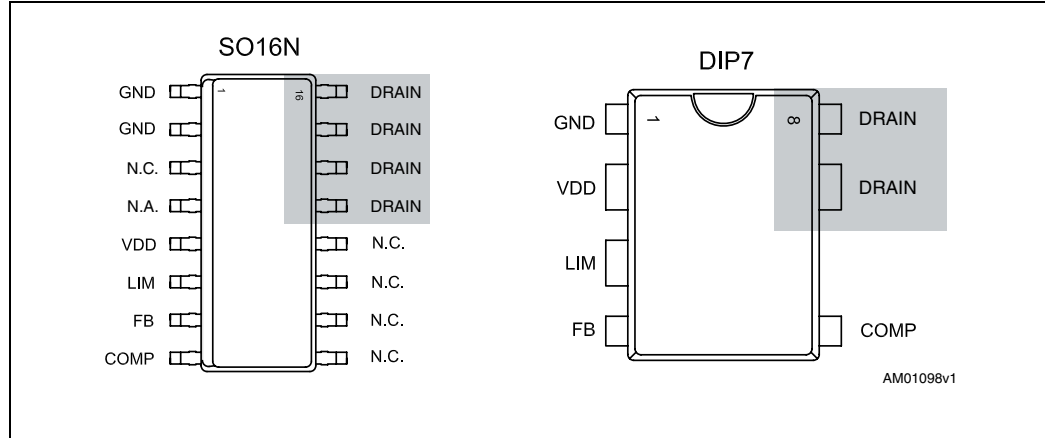 SO16N
GND 1 16 DRAIN
GND DRAIN
N.C. DRAIN
N.A. DRAIN
VDD N.C.
LIM N.C.
FB N.C.
COMP N.C.
DIP7
GND 1 8 DRAIN
VDD DRAIN
LIM
FB COMP
AM01098v1